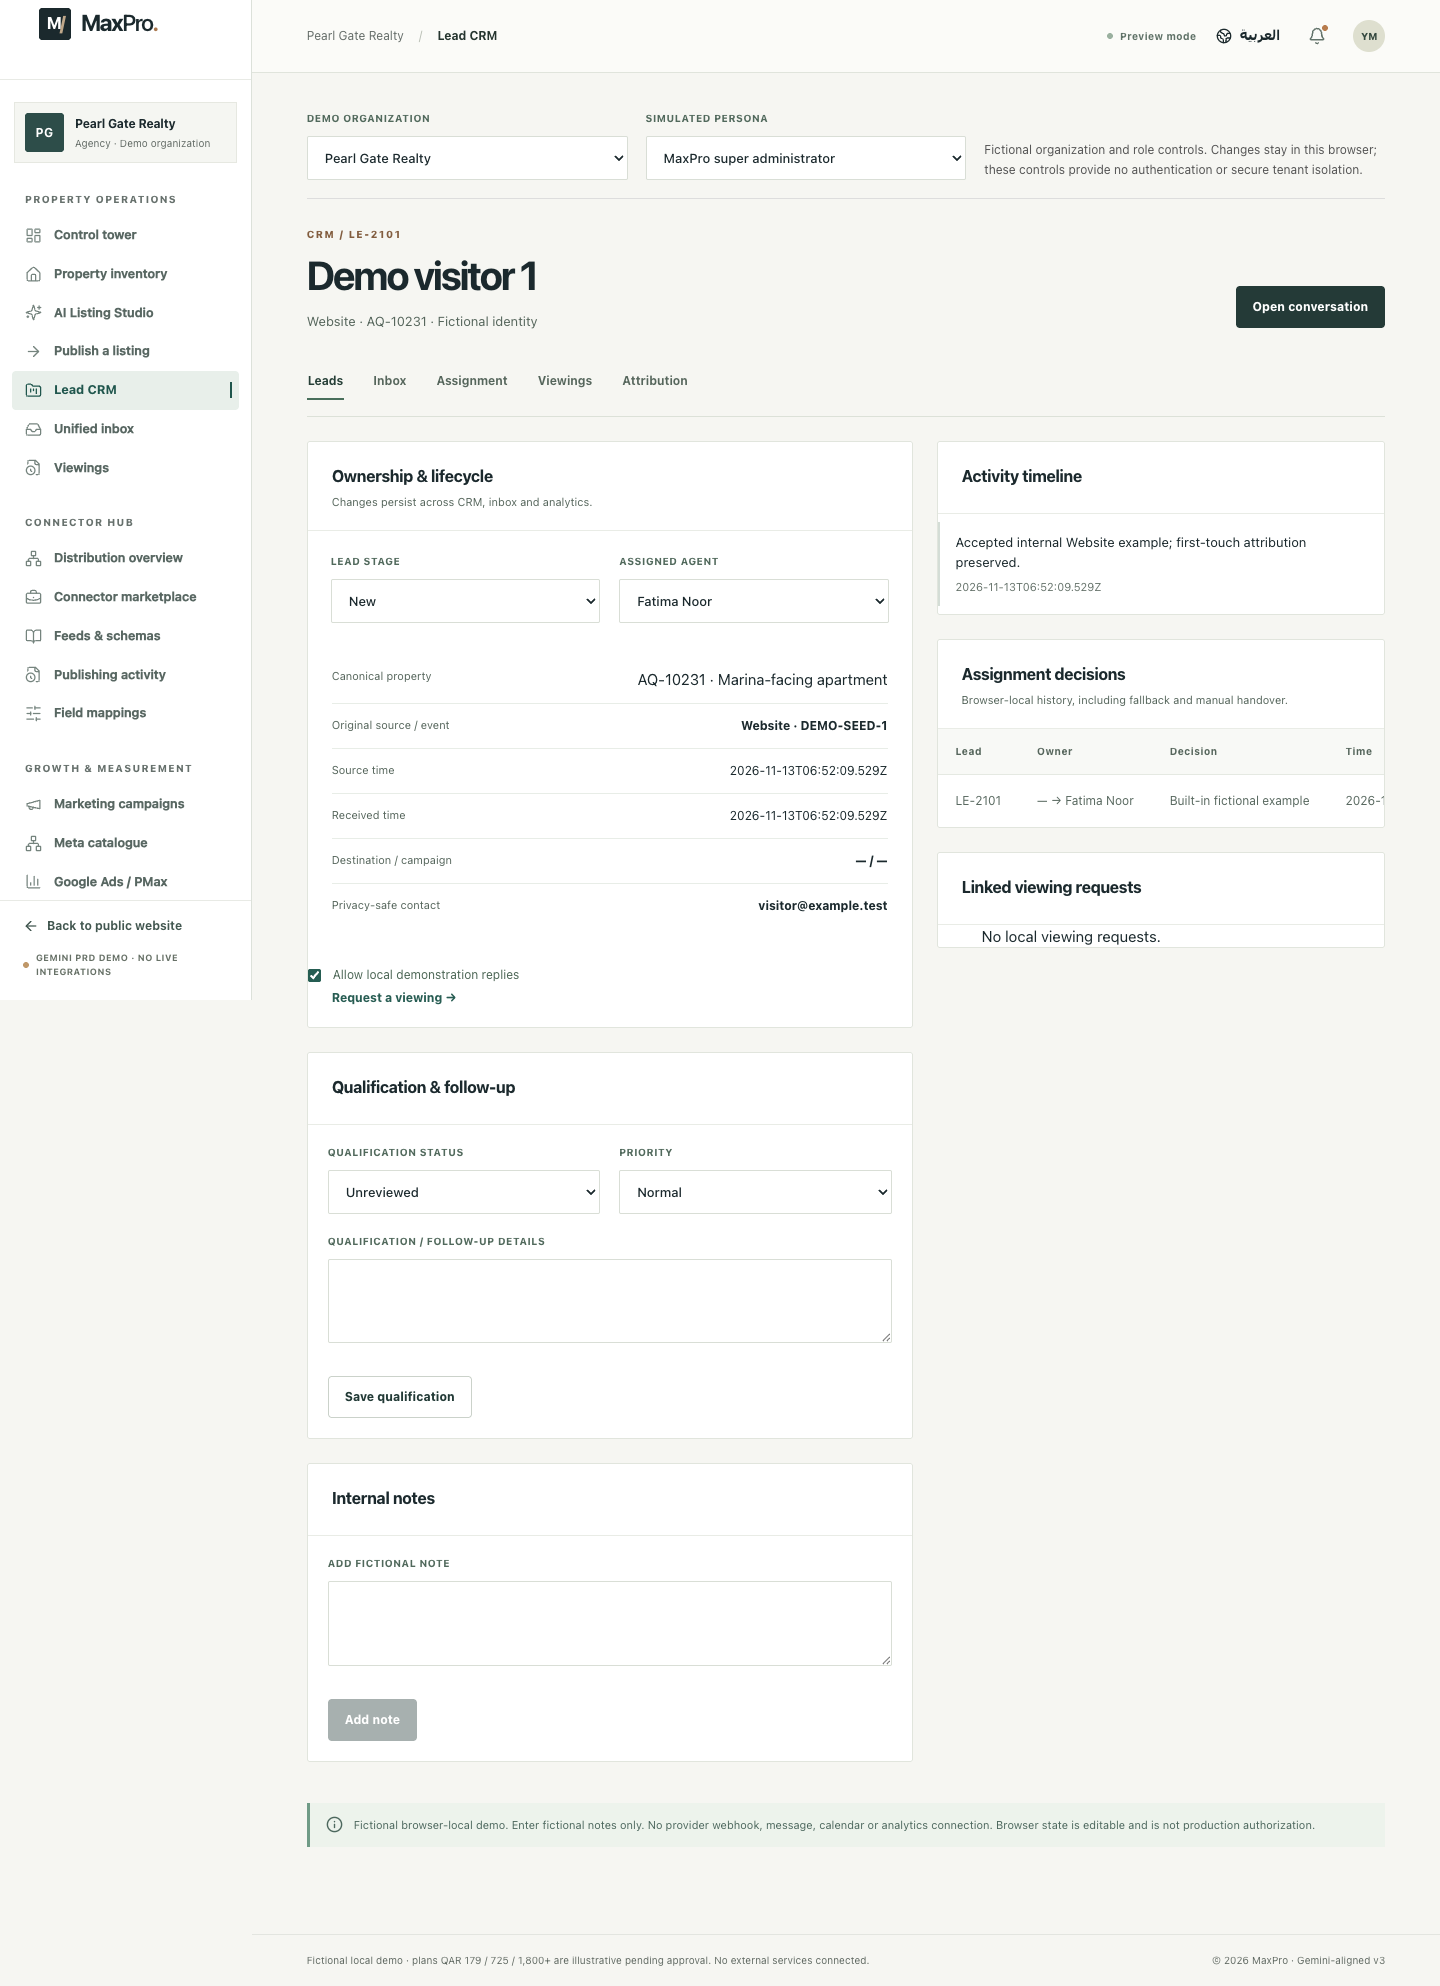 M/ MaxPro.
Pearl Gate Realty / Lead CRM
Preview mode
العربية
YM
PG
Pearl Gate Realty
Agency · Demo organization
PROPERTY OPERATIONS
Control tower
Property inventory
AI Listing Studio
Publish a listing
Lead CRM
Unified inbox
Viewings
CONNECTOR HUB
Distribution overview
Connector marketplace
Feeds & schemas
Publishing activity
Field mappings
GROWTH & MEASUREMENT
Marketing campaigns
Meta catalogue
Google Ads / PMax
Back to public website
GEMINI PRD DEMO · NO LIVE
INTEGRATIONS
DEMO ORGANIZATION
Pearl Gate Realty
SIMULATED PERSONA
MaxPro super administrator
Fictional organization and role controls. Changes stay in this browser;
these controls provide no authentication or secure tenant isolation.
CRM / LE-2101
Demo visitor 1
Website · AQ-10231 · Fictional identity
Open conversation
Leads Inbox Assignment Viewings Attribution
Ownership & lifecycle
Changes persist across CRM, inbox and analytics.
LEAD STAGE
New
ASSIGNED AGENT
Fatima Noor
Canonical property AQ-10231 · Marina-facing apartment
Original source / event Website · DEMO-SEED-1
Source time 2026-11-13T06:52:09.529Z
Received time 2026-11-13T06:52:09.529Z
Destination / campaign — / —
Privacy-safe contact visitor@example.test
Allow local demonstration replies
Request a viewing →
Qualification & follow-up
QUALIFICATION STATUS
Unreviewed
PRIORITY
Normal
QUALIFICATION / FOLLOW-UP DETAILS
Save qualification
Internal notes
ADD FICTIONAL NOTE
Add note
Activity timeline
Accepted internal Website example; first-touch attribution
preserved.
2026-11-13T06:52:09.529Z
Assignment decisions
Browser-local history, including fallback and manual handover.
Lead Owner Decision Time
LE-2101 — → Fatima Noor Built-in fictional example 2026-1
Linked viewing requests
No local viewing requests.
Fictional browser-local demo. Enter fictional notes only. No provider webhook, message, calendar or analytics connection. Browser state is editable and is not production authorization.
Fictional local demo · plans QAR 179 / 725 / 1,800+ are illustrative pending approval. No external services connected.
© 2026 MaxPro · Gemini-aligned v3